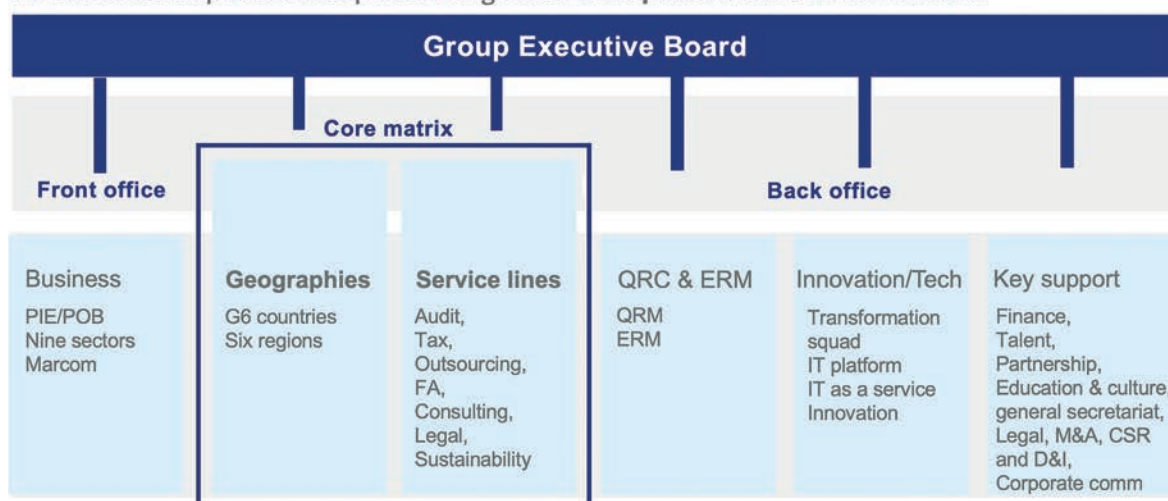 Group Executive Board
Core matrix
Front office
Back office
Business
PIE/POB
Nine sectors
Marcom
Geographies
G6 countries
Six regions
Service lines
Audit,
Tax,
Outsourcing,
FA,
Consulting,
Legal,
Sustainability
QRC & ERM
QRM
ERM
Innovation/Tech
Transformation
squad
IT platform
IT as a service
Innovation
Key support
Finance,
Talent,
Partnership,
Education & culture,
general secretariat,
Legal, M&A, CSR
and D&I,
Corporate comm